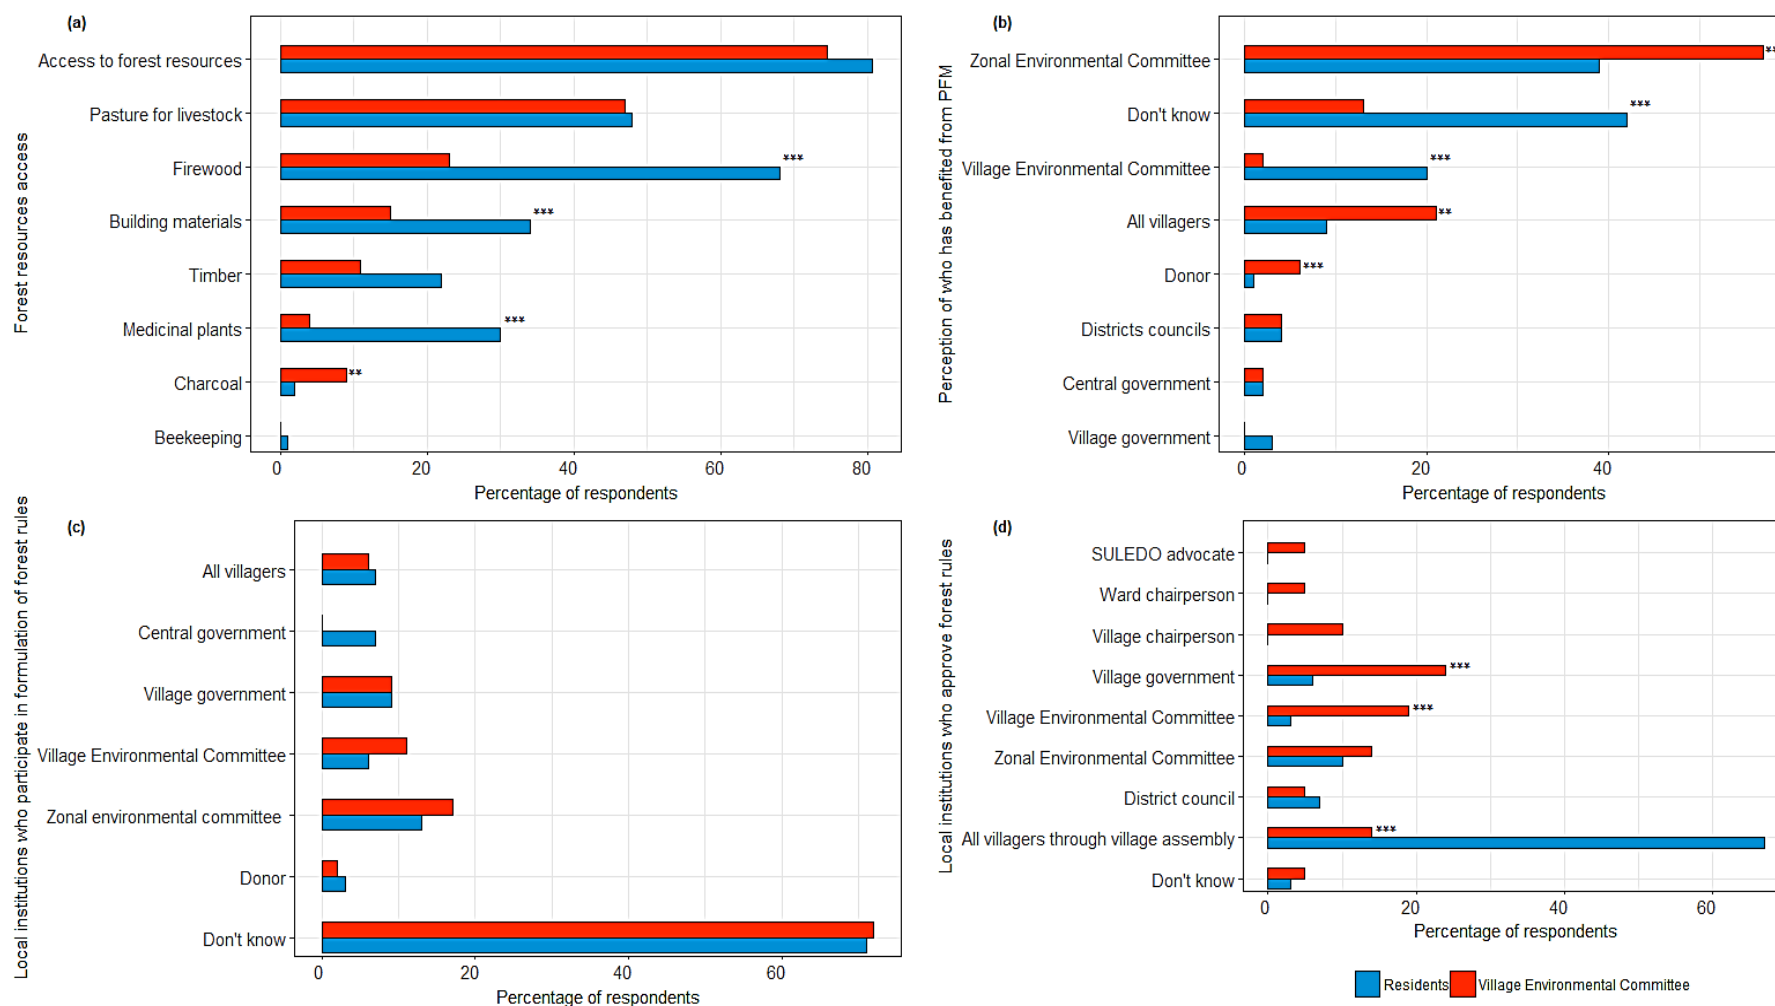 (a)
Forest resources access
Access to forest resources
Pasture for livestock
Firewood
***
Building materials
***
Timber
Medicinal plants
***
Charcoal
**
Beekeeping
0 20 40 60 80
Percentage of respondents
(b)
Perception of who has benefited from PFM
Zonal Environmental Committee
**
Don't know
***
Village Environmental Committee
***
All villagers
**
Donor
***
Districts councils
Central government
Village government
0 20 40
Percentage of respondents
(c)
Local institutions who participate in formulation of forest rules
All villagers
Central government
Village government
Village Environmental Committee
Zonal environmental committee
Donor
Don't know
0 20 40 60
Percentage of respondents
(d)
Local institutions who approve forest rules
SULEDO advocate
Ward chairperson
Village chairperson
Village government
***
Village Environmental Committee
***
Zonal Environmental Committee
District council
All villagers through village assembly
***
Don't know
0 20 40 60
Percentage of respondents
Residents Village Environmental Committee